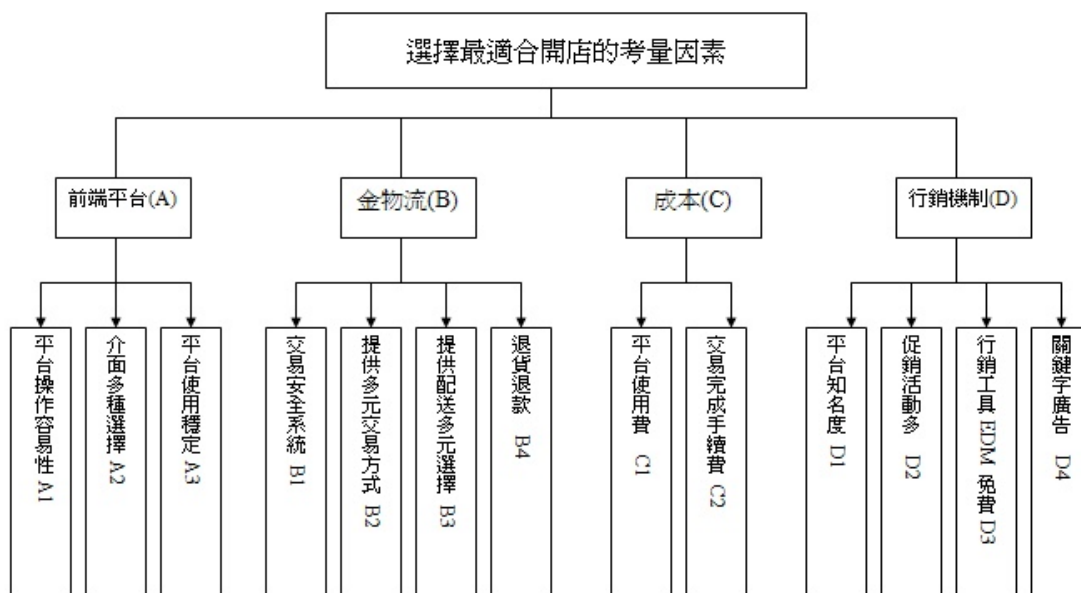 選擇最適合開店的考量因素
前端平台(A)
金物流(B)
成本(C)
行銷機制(D)
平台操作容易性 A1
介面多種選擇 A2
平台使用穩定 A3
交易安全系統 B1
提供多元交易方式 B2
提供配送多元選擇 B3
退貨退款 B4
平台使用費 C1
交易完成手續費 C2
平台知名度 D1
促銷活動多 D2
行銷工具 EDM 免費 D3
關鍵字廣告 D4